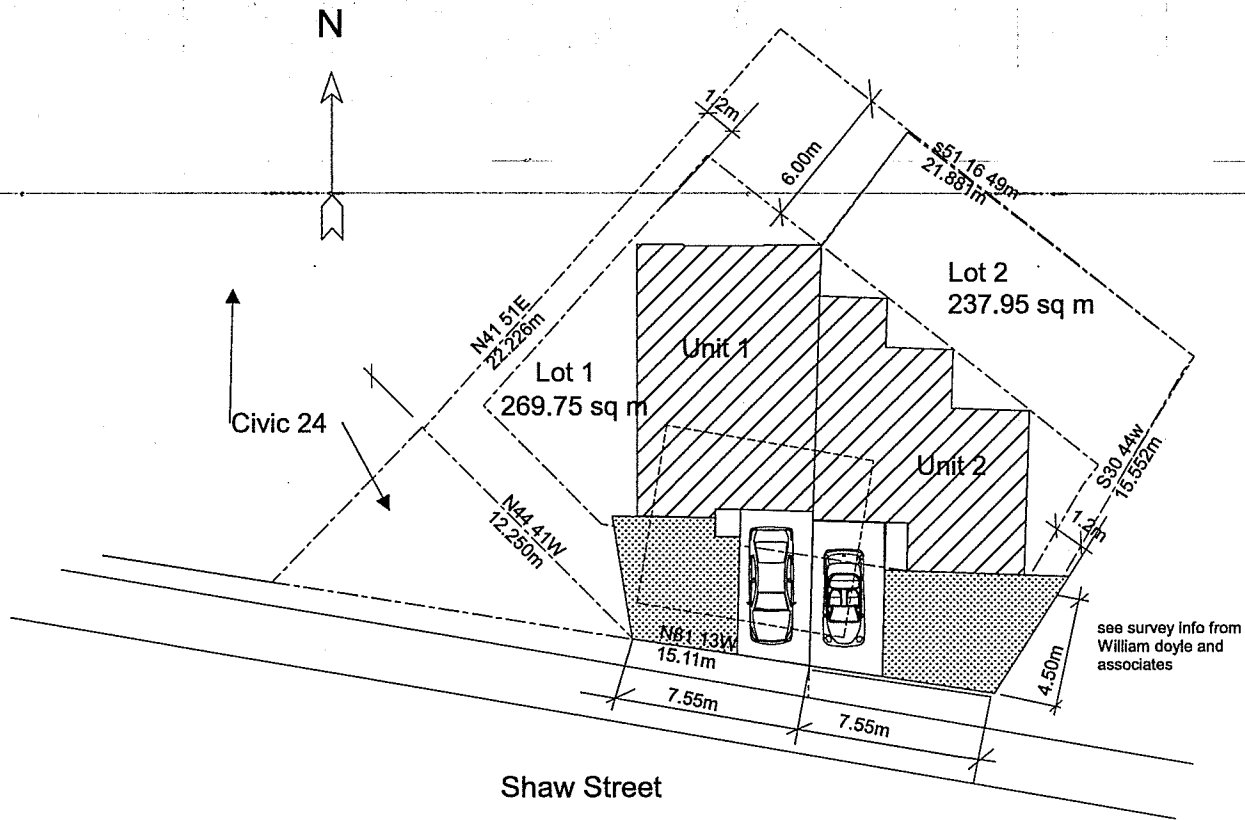 N
1.2m
6.00m
s51 16 49m
21.881m
Lot 2
237.95 sq m
N41 51E
22.226m
Unit 1
Lot 1
269.75 sq m
Civic 24
Unit 2
S30 44w
15.552m
1.2m
N44 41W
12.250m
N81 13W
15.11m
7.55m
7.55m
4.50m
see survey info from
William doyle and
associates
Shaw Street